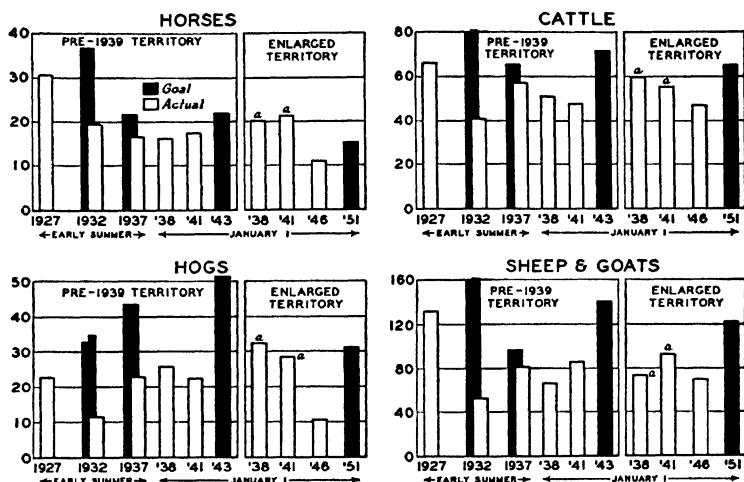 HORSES
PRE-1939 TERRITORY
ENLARGED
TERRITORY
40
30
20
10
0
Goal
Actual
a
a
1927 1932 1937 '38 '41 '43 '38 '41 '46 '51
EARLY SUMMER JANUARY 1
CATTLE
PRE-1939
TERRITORY
ENLARGED
TERRITORY
80
60
40
20
0
a
a
1927 1932 1937 '38 '41 '43 '38 '41 '46 '51
EARLY SUMMER JANUARY 1
HOGS
PRE-1939 TERRITORY
ENLARGED
TERRITORY
50
40
30
20
10
0
a
a
1927 1932 1937 '38 '41 '43 '38 '41 '46 '51
EARLY SUMMER JANUARY 1
SHEEP & GOATS
PRE-1939
TERRITORY
ENLARGED
TERRITORY
160
120
80
40
0
a
a
1927 1932 1937 '38 '41 '43 '38 '41 '46 '51
EARLY SUMMER JANUARY 1